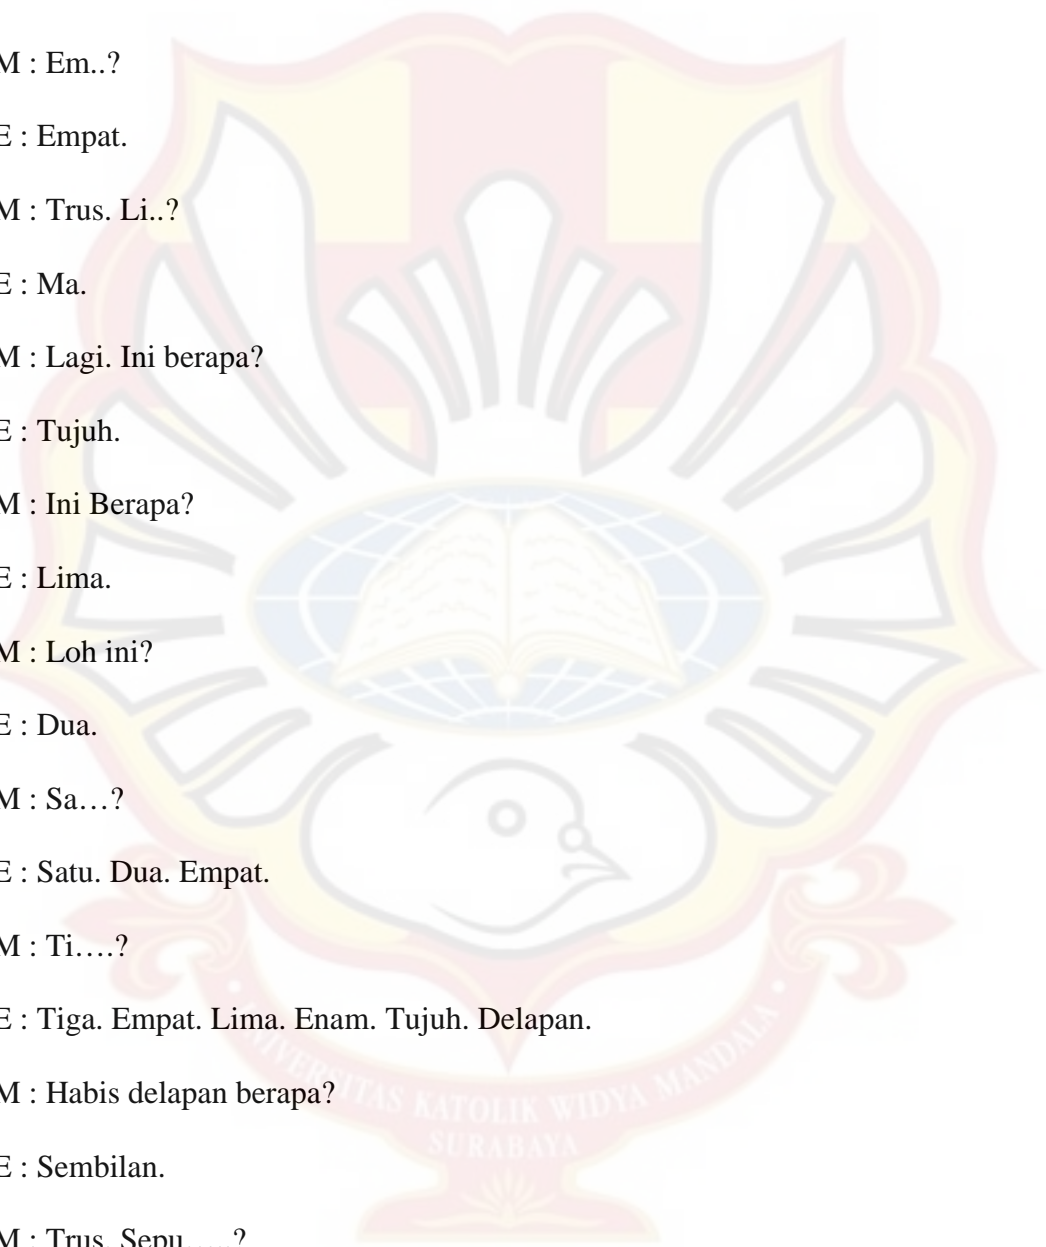 M : Em..?
E : Empat.
M : Trus. Li..?
E : Ma.
M : Lagi. Ini berapa?
E : Tujuh.
M : Ini Berapa?
E : Lima.
M : Loh ini?
E : Dua.
M : Sa…?
E : Satu. Dua. Empat.
M : Ti….?
E : Tiga. Empat. Lima. Enam. Tujuh. Delapan.
M : Habis delapan berapa?
E : Sembilan.
M : Trus. Sepu…..?
UNIVERSITAS KATOLIK WIDYA MANDALA
SURABAYA